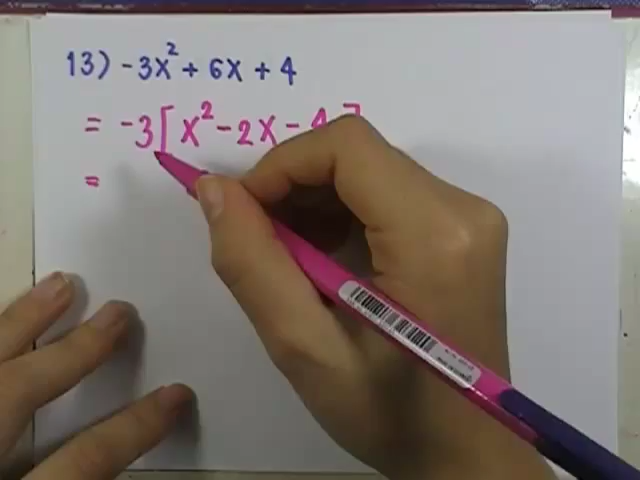 13) -3x² + 6x + 4
= -3[x² - 2x - 4]
=